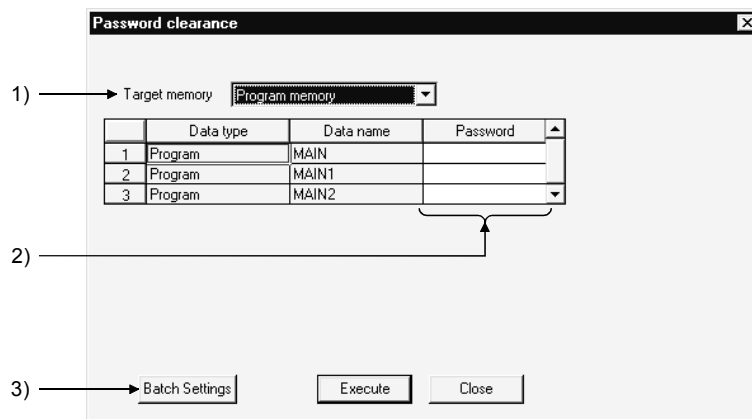 Password clearance
1) Target memory Program memory
Data type Data name Password
1 Program MAIN
2 Program MAIN1
3 Program MAIN2
2)
3) Batch Settings Execute Close